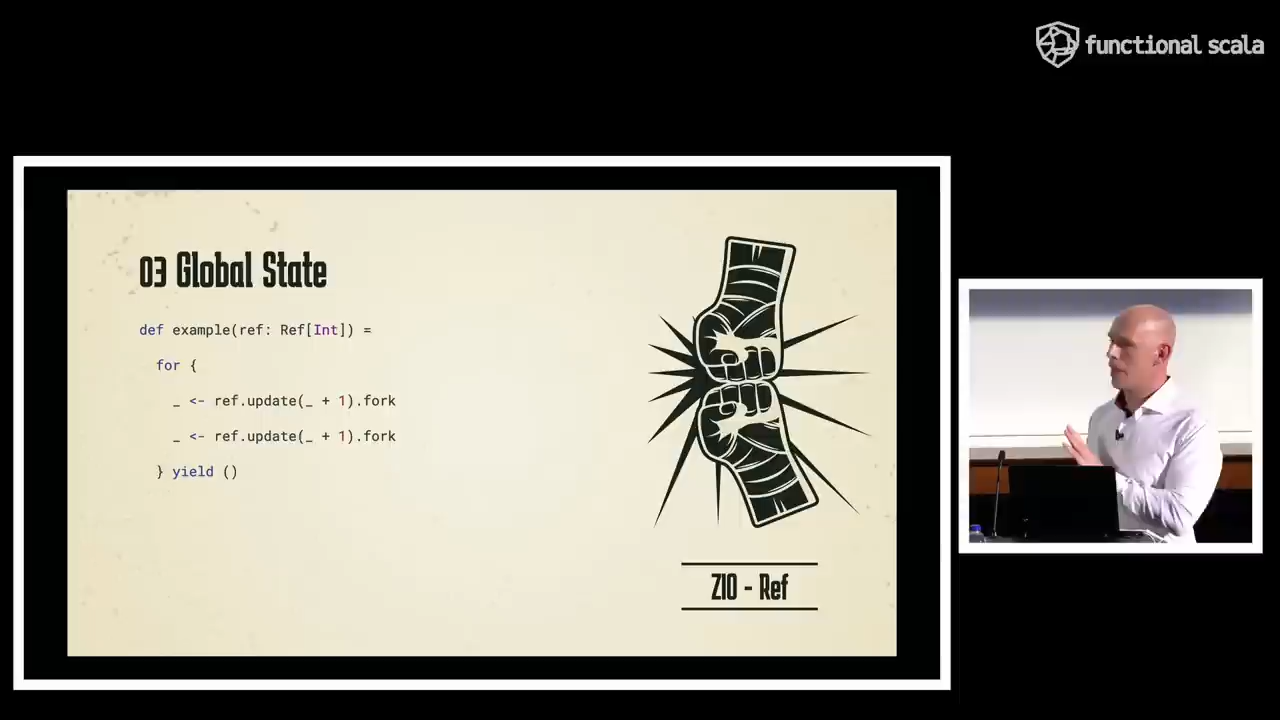 functional scala
03 Global State
def example(ref: Ref[Int]) =
for {
_ <- ref.update(_ + 1).fork
_ <- ref.update(_ + 1).fork
} yield ()
ZIO - Ref